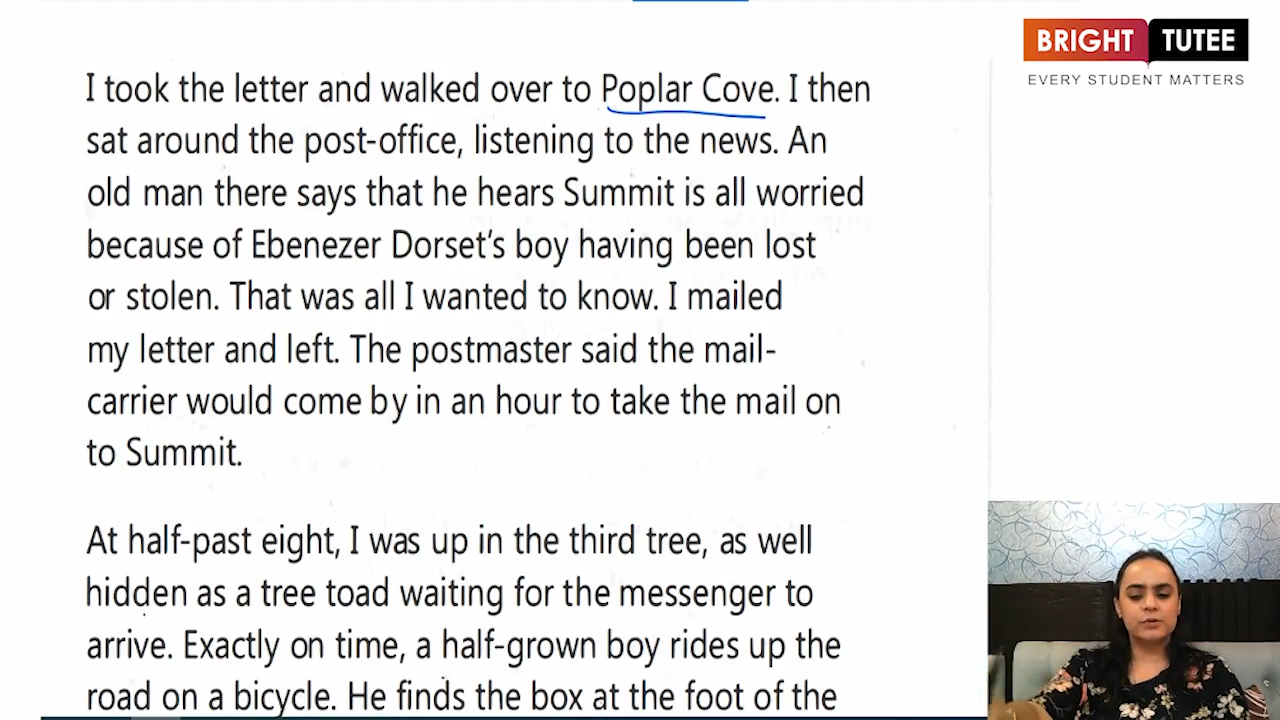 BRIGHT TUTEE
EVERY STUDENT MATTERS
I took the letter and walked over to Poplar Cove. I then
sat around the post-office, listening to the news. An
old man there says that he hears Summit is all worried
because of Ebenezer Dorset's boy having been lost
or stolen. That was all I wanted to know. I mailed
my letter and left. The postmaster said the mail-
carrier would come by in an hour to take the mail on
to Summit.
At half-past eight, I was up in the third tree, as well
hidden as a tree toad waiting for the messenger to
arrive. Exactly on time, a half-grown boy rides up the
road on a bicycle. He finds the box at the foot of the